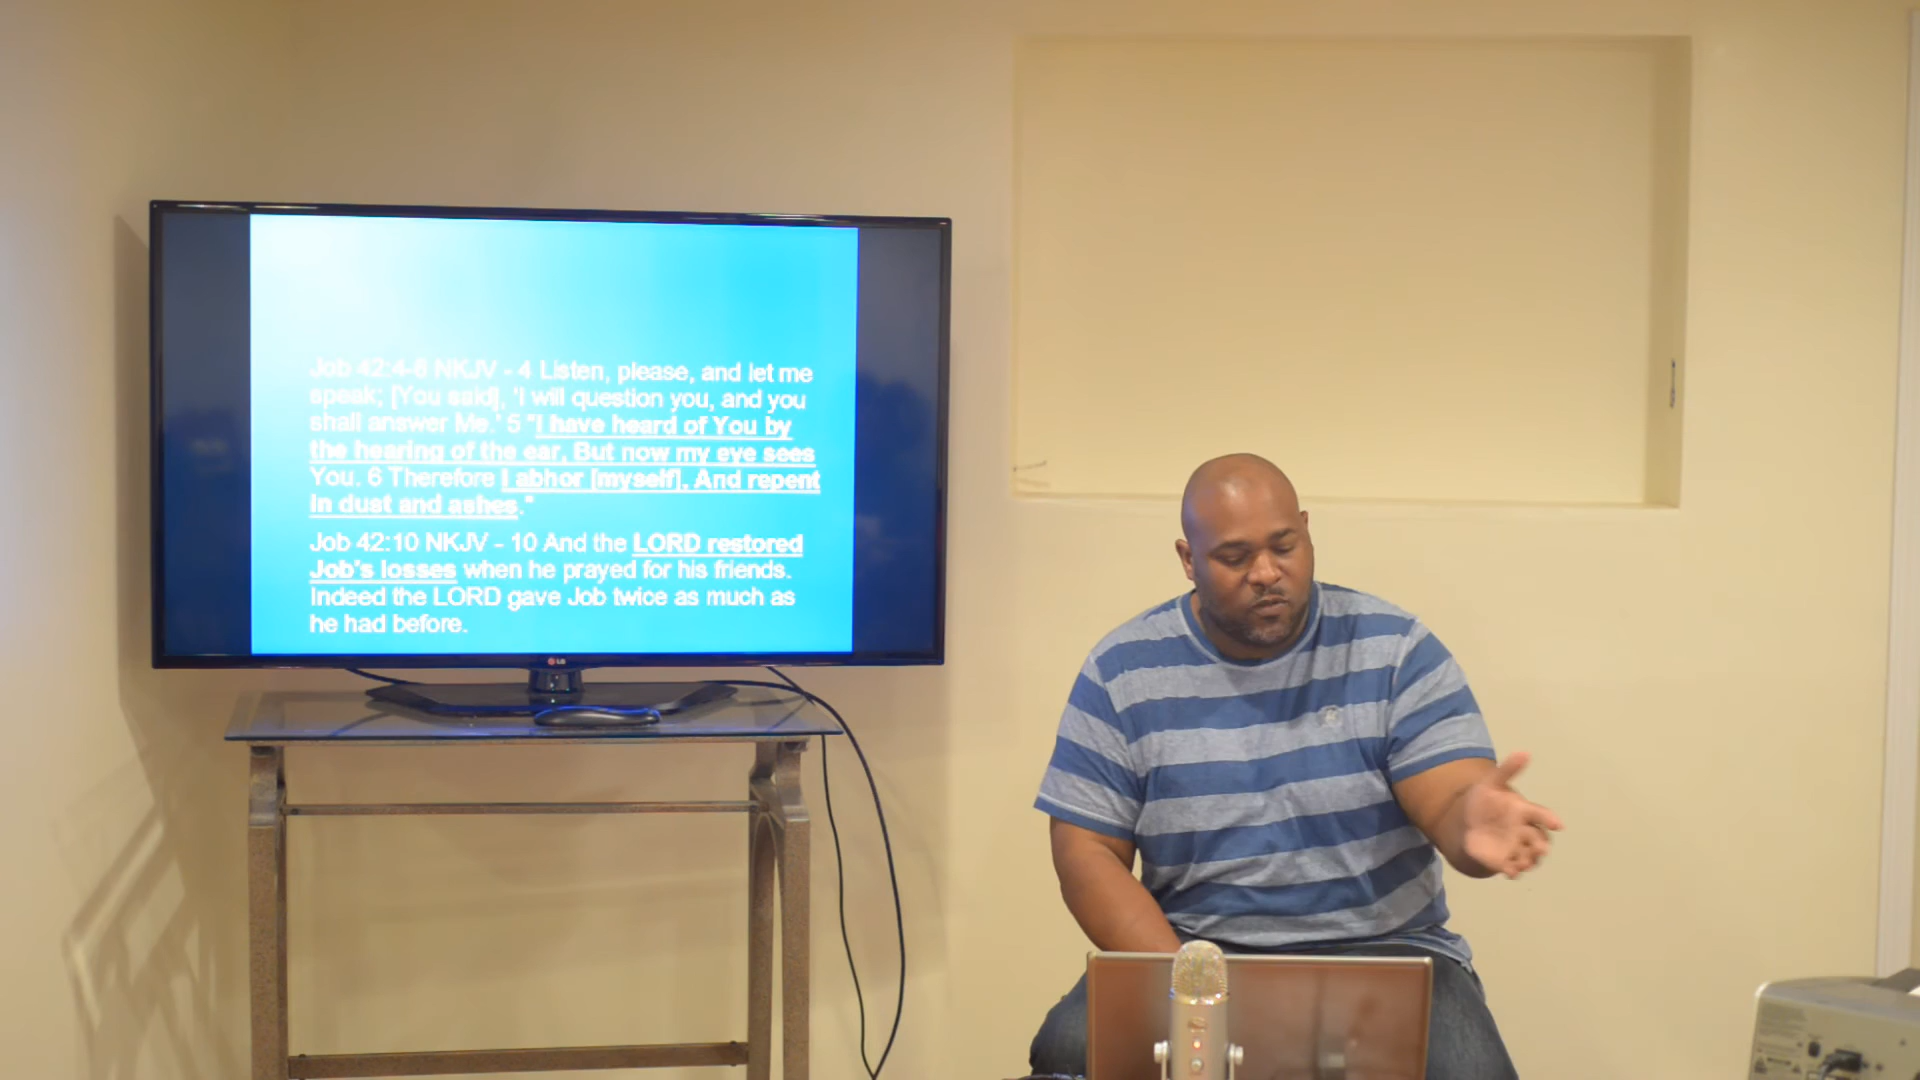 Job 42:4-6 NKJV - 4 Listen, please, and let me
speak; [You said], 'I will question you, and you
shall answer Me.' 5 "I have heard of You by
the hearing of the ear, But now my eye sees
You. 6 Therefore I abhor [myself], And repent
In dust and ashes."
Job 42:10 NKJV - 10 And the LORD restored
Job's losses when he prayed for his friends.
Indeed the LORD gave Job twice as much as
he had before.
LG